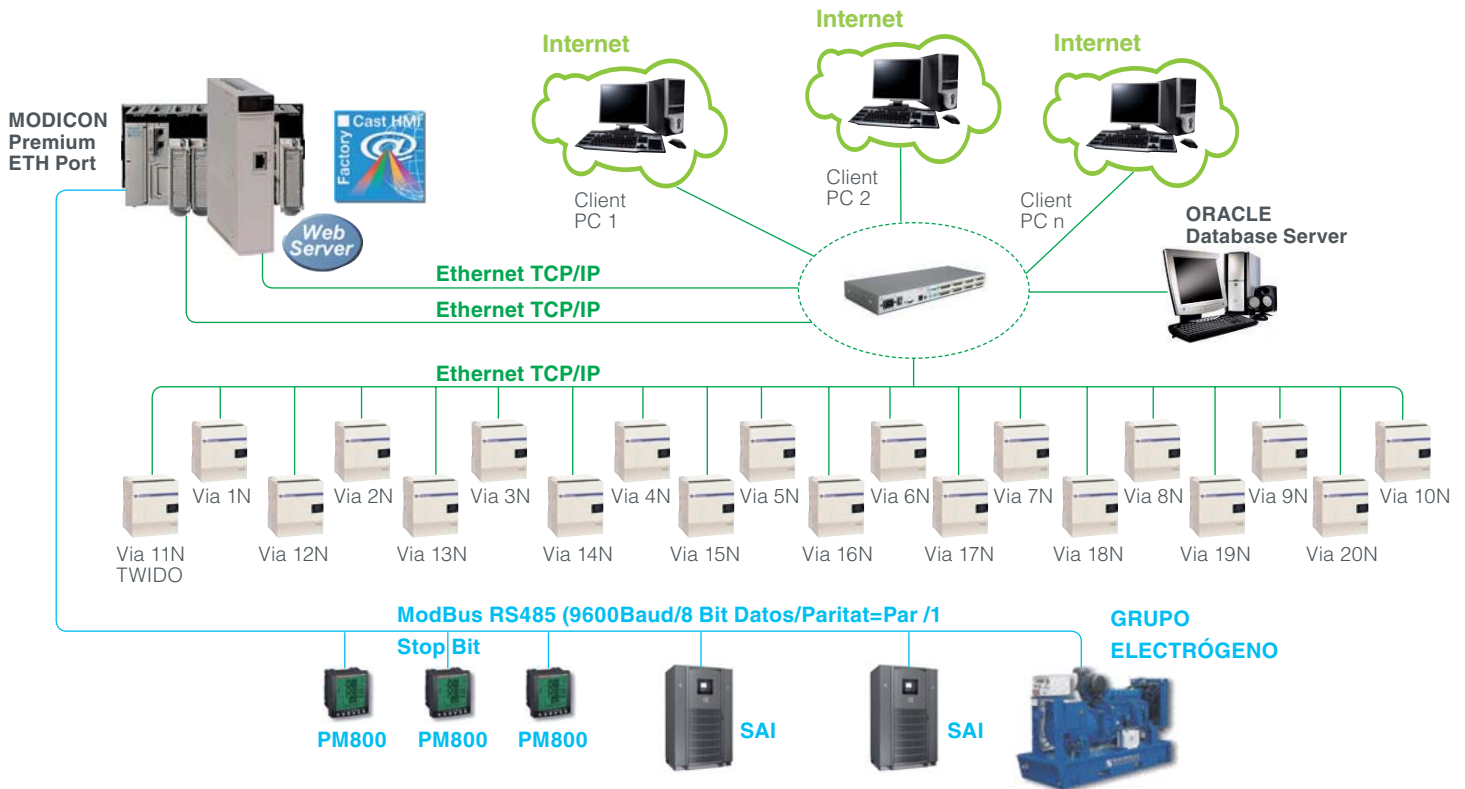 Internet
Internet
Internet
MODICON
Premium
ETH Port
Factory
Cast HMI
@
Web
Server
Client
PC 1
Client
PC 2
Client
PC n
ORACLE
Database Server
Ethernet TCP/IP
Ethernet TCP/IP
Ethernet TCP/IP
Via 1N
Via 2N
Via 3N
Via 4N
Via 5N
Via 6N
Via 7N
Via 8N
Via 9N
Via 10N
Via 11N
TWIDO
Via 12N
Via 13N
Via 14N
Via 15N
Via 16N
Via 17N
Via 18N
Via 19N
Via 20N
ModBus RS485 (9600Baud/8 Bit Datos/Paritat=Par /1
Stop Bit
GRUPO
ELECTRÓGENO
PM800
PM800
PM800
SAI
SAI